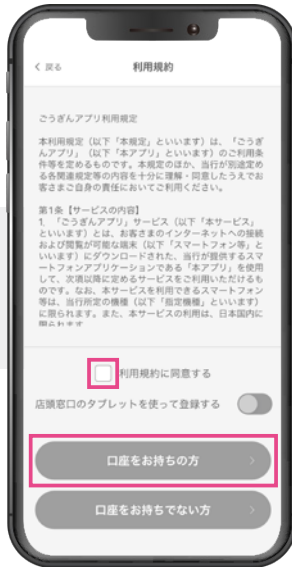 戻る
利用規約
ごうぎんアプリ利用規定
本利用規定（以下「本規定」といいます）は、「ごうぎ
んアプリ」（以下「本アプリ」といいます）のご利用条
件等を定めるものです。本規定のほか、当行が別途定め
る各関連規定等の内容を十分に理解・同意したうえでお
客さまご自身の責任においてご利用ください。
第1条【サービスの内容】
1. 「ごうぎんアプリ」サービス（以下「本サービス」
といいます）とは、お客さまのインターネットへの接続
および閲覧が可能な端末（以下「スマートフォン等」と
いいます）にダウンロードされた、当行が提供するスマ
ートフォンアプリケーションである「本アプリ」を使用
して、次項以降に定めるサービスをご利用いただけるも
のです。なお、本サービスを利用できるスマートフォン
等は、当行所定の機種（以下「指定機種」といいます）
に限られます。また、本サービスの利用は、日本国内に
限られます
利用規約に同意する
店頭窓口のタブレットを使って登録する
口座をお持ちの方
口座をお持ちでない方